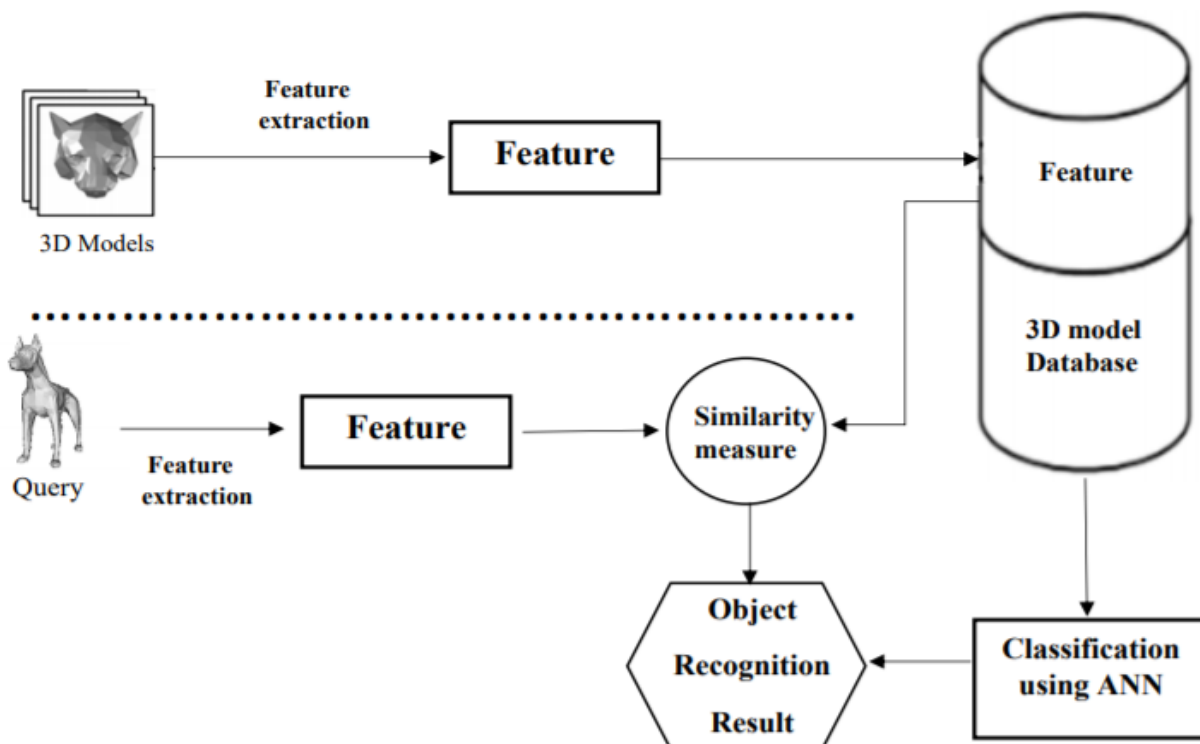 Feature
extraction
Feature
Feature
3D Models
3D model
Database
Query
Feature
extraction
Feature
Similarity
measure
Object
Recognition
Result
Classification
using ANN